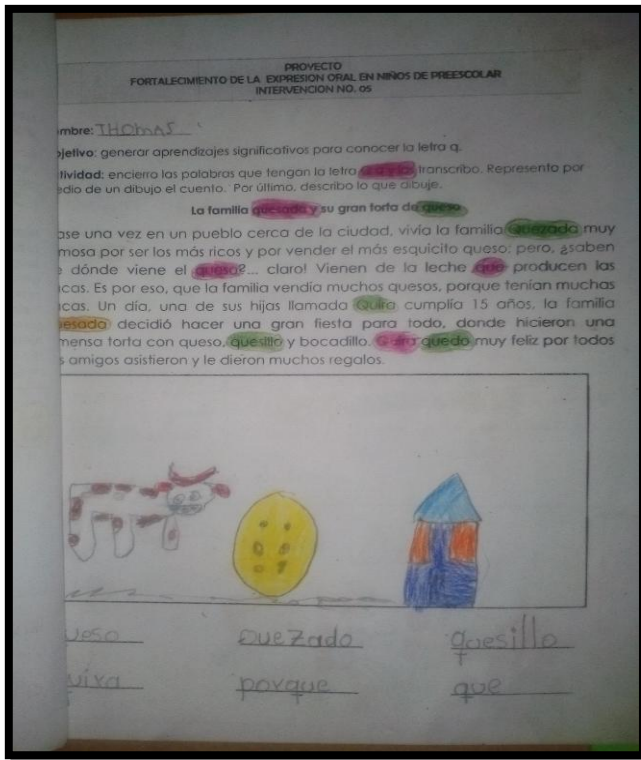 PROYECTO
FORTALECIMIENTO DE LA EXPRESION ORAL EN NIÑOS DE PREESCOLAR
INTERVENCION NO. 05
ombre: THOMAS
bjetivo: generar aprendizajes significativos para conocer la letra q.
tividad: encierro las palabras que tengan la letra transcribo. Represento por
edio de un dibujo el cuento. Por último, describo lo que dibuje.
La familia quesada y su gran torta de queso
ase una vez en un pueblo cerca de la ciudad, vivía la familia Quezada muy
mosa por ser los más ricos y por vender el más esquicito queso; pero, ¿saben
e dónde viene el queso?... claro! Vienen de la leche que producen las
acas. Es por eso, que la familia vendía muchos quesos, porque tenían muchas
acas. Un día, una de sus hijas llamada Quira cumplía 15 años, la familia
uesada decidió hacer una gran fiesta para todo, donde hicieron una
mensa torta con queso, quesillo y bocadillo. Quira quedo muy feliz por todos
s amigos asistieron y le dieron muchos regalos.
ueso Quezado quesillo
uira porque que